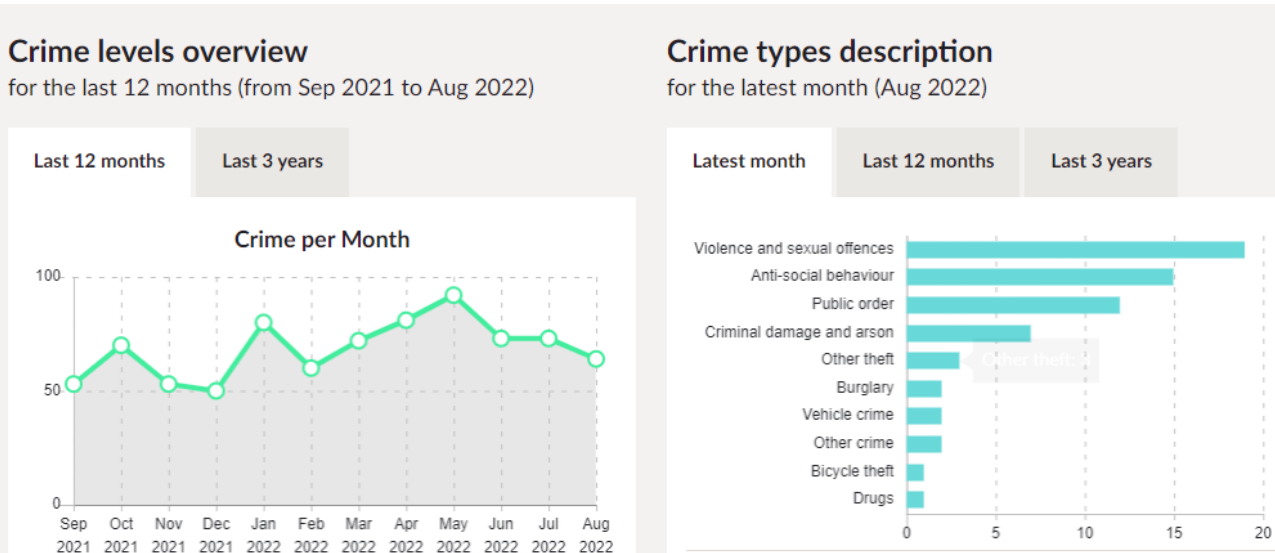 Crime levels overview
for the last 12 months (from Sep 2021 to Aug 2022)
Last 12 months
Last 3 years
Crime per Month
100
50
0
Sep Oct Nov Dec Jan Feb Mar Apr May Jun Jul Aug
2021 2021 2021 2021 2022 2022 2022 2022 2022 2022 2022 2022
Crime types description
for the latest month (Aug 2022)
Latest month
Last 12 months
Last 3 years
Violence and sexual offences
Anti-social behaviour
Public order
Criminal damage and arson
Other theft
Other theft:
Burglary
Vehicle crime
Other crime
Bicycle theft
Drugs
0 5 10 15 20